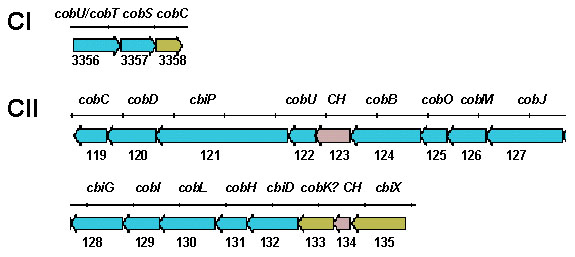 CI
cobU/cobT cobS cobC
3356 3357 3358
CII
cobC cobD cbiP cobU CH cobB cobO cobM cobJ
119 120 121 122 123 124 125 126 127
cbiG cobI cobL cobH cbiD cobK? CH cbiX
128 129 130 131 132 133 134 135